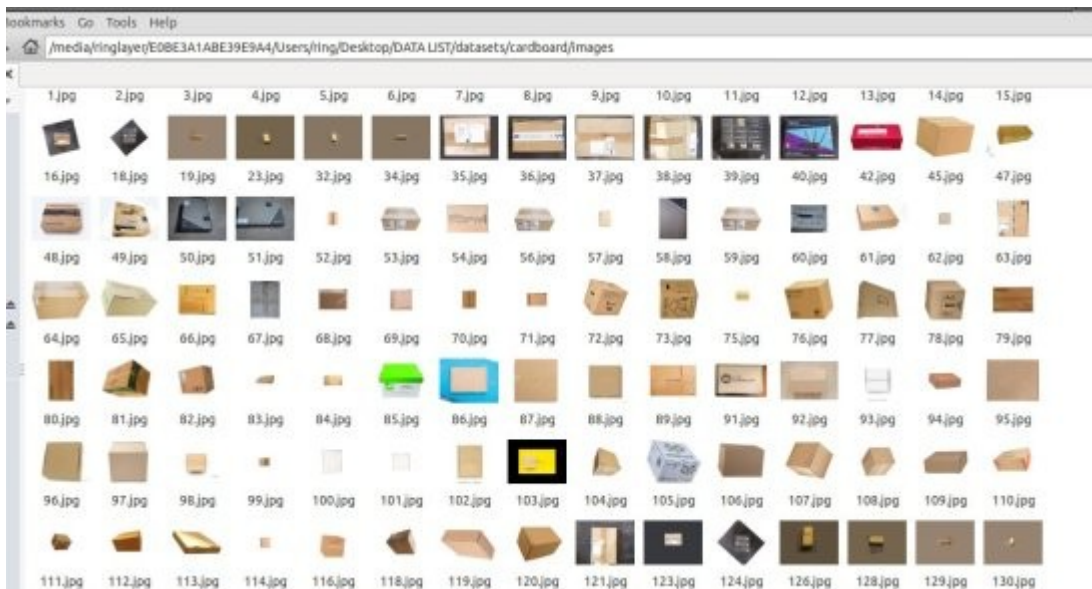 Bookmarks Go Tools Help
/media/ringlayer/E0BE3A1ABE39E9A4/Users/ring/Desktop/DATA LIST/datasets/cardboard/images
1.jpg 2.jpg 3.jpg 4.jpg 5.jpg 6.jpg 7.jpg 8.jpg 9.jpg 10.jpg 11.jpg 12.jpg 13.jpg 14.jpg 15.jpg
16.jpg 18.jpg 19.jpg 23.jpg 32.jpg 34.jpg 35.jpg 36.jpg 37.jpg 38.jpg 39.jpg 40.jpg 42.jpg 45.jpg 47.jpg
48.jpg 49.jpg 50.jpg 51.jpg 52.jpg 53.jpg 54.jpg 56.jpg 57.jpg 58.jpg 59.jpg 60.jpg 61.jpg 62.jpg 63.jpg
64.jpg 65.jpg 66.jpg 67.jpg 68.jpg 69.jpg 70.jpg 71.jpg 72.jpg 73.jpg 75.jpg 76.jpg 77.jpg 78.jpg 79.jpg
80.jpg 81.jpg 82.jpg 83.jpg 84.jpg 85.jpg 86.jpg 87.jpg 88.jpg 89.jpg 91.jpg 92.jpg 93.jpg 94.jpg 95.jpg
96.jpg 97.jpg 98.jpg 99.jpg 100.jpg 101.jpg 102.jpg 103.jpg 104.jpg 105.jpg 106.jpg 107.jpg 108.jpg 109.jpg 110.jpg
111.jpg 112.jpg 113.jpg 114.jpg 116.jpg 118.jpg 119.jpg 120.jpg 121.jpg 123.jpg 124.jpg 126.jpg 128.jpg 129.jpg 130.jpg